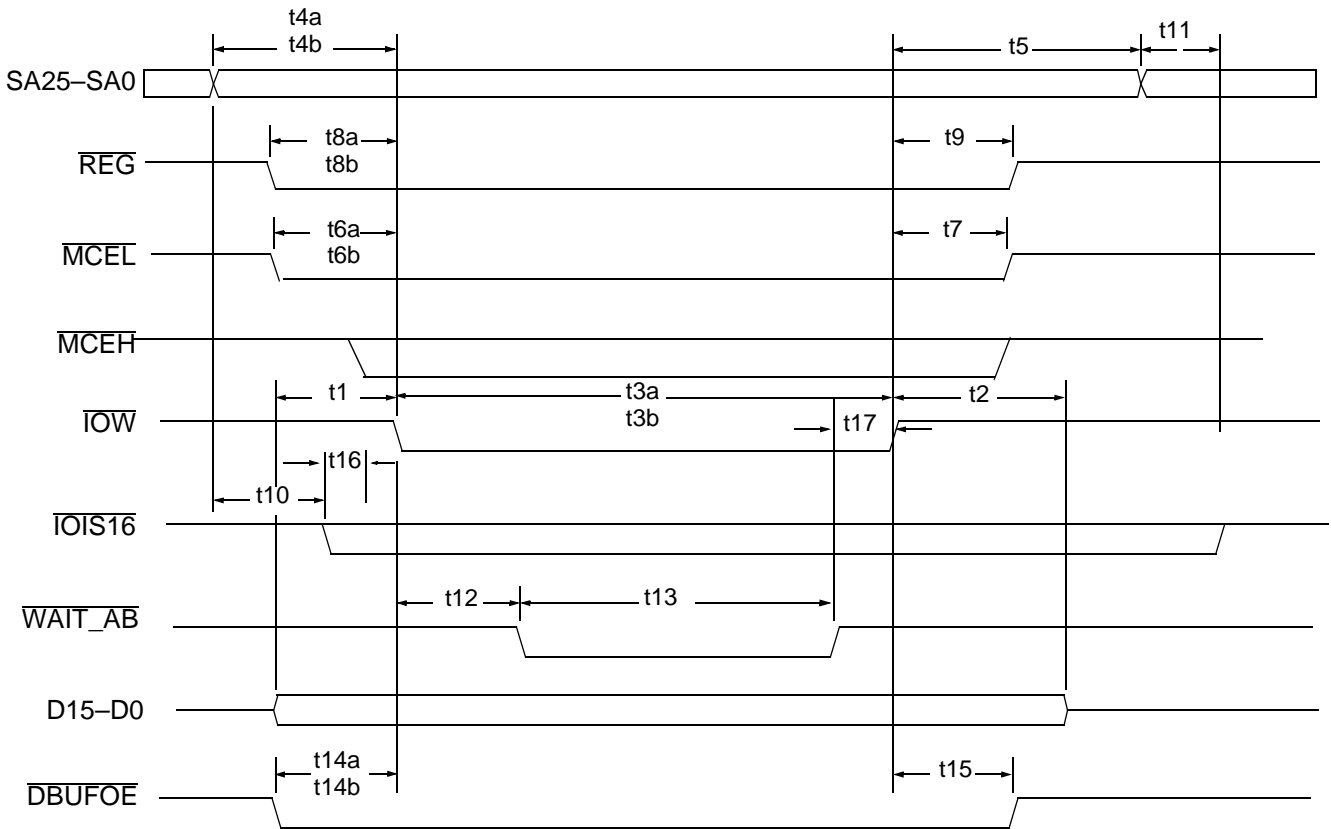 t4a
t4b
t5
t11
SA25–SA0
t8a
t8b
t9
REG
t6a
t6b
t7
MCEL
MCEH
t1
t3a
t3b
t2
IOW
t17
t16
t10
IOIS16
t12
t13
WAIT_AB
D15–D0
t14a
t14b
t15
DBUFOE